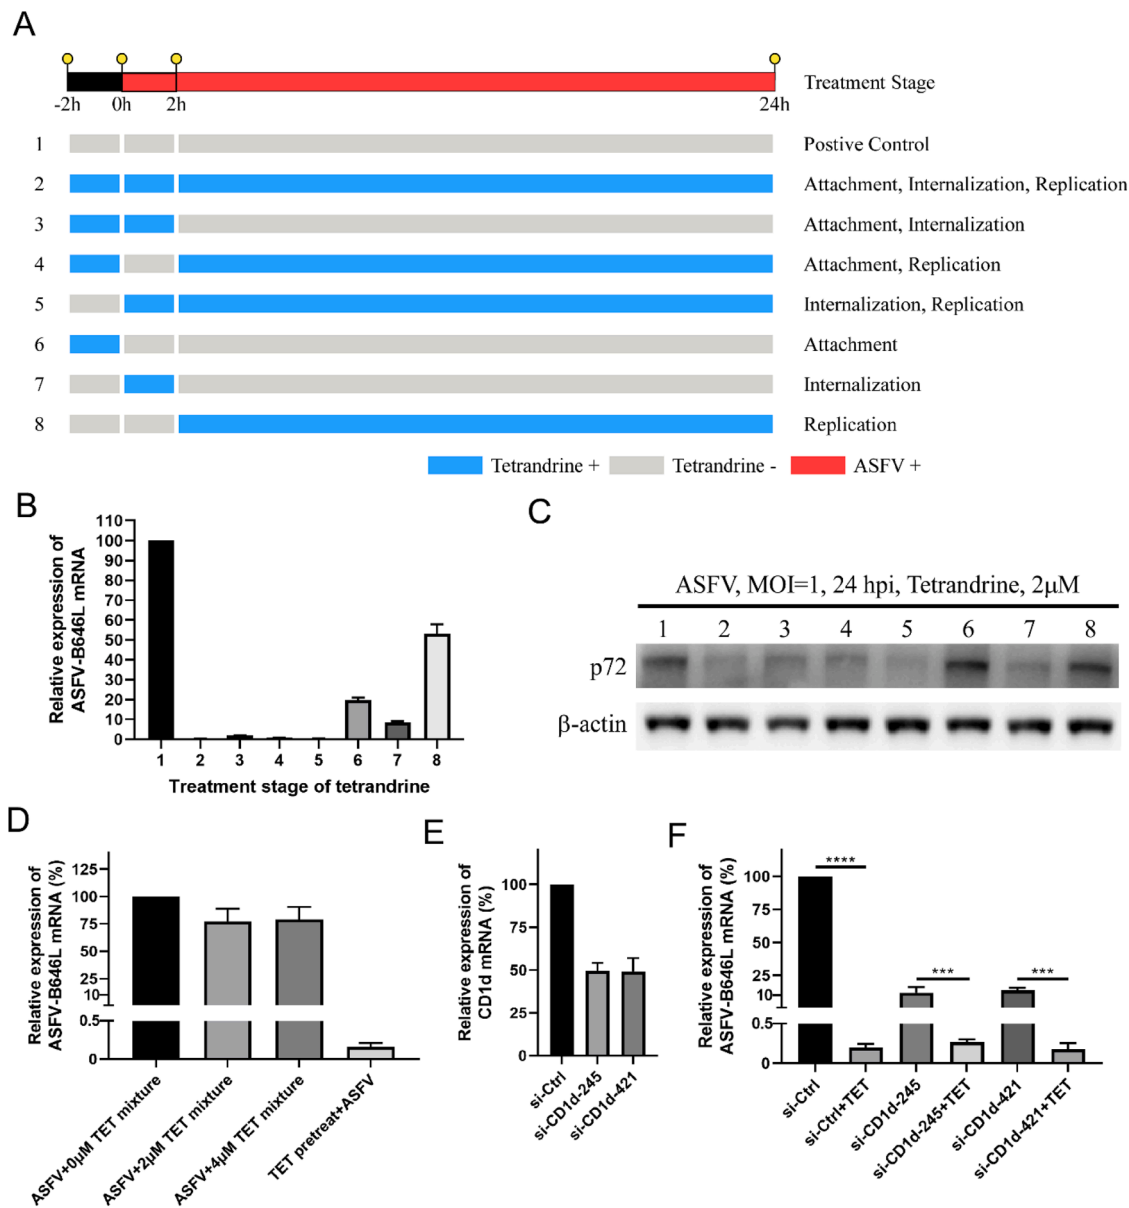 A
-2h 0h 2h 24h Treatment Stage
1 Postive Control
2 Attachment, Internalization, Replication
3 Attachment, Internalization
4 Attachment, Replication
5 Internalization, Replication
6 Attachment
7 Internalization
8 Replication
Tetrandrine + Tetrandrine - ASFV +
B
Relative expression of
ASFV-B646L mRNA
110
100
90
80
70
60
50
40
30
20
10
0
1 2 3 4 5 6 7 8
Treatment stage of tetrandrine
C
ASFV, MOI=1, 24 hpi, Tetrandrine, 2μM
1 2 3 4 5 6 7 8
p72
β-actin
D
Relative expression of
ASFV-B646L mRNA (%)
125
100
75
50
25
10
0.5
0
ASFV+0μM TET mixture
ASFV+2μM TET mixture
ASFV+4μM TET mixture
TET pretreat+ASFV
E
Relative expression of
CD1d mRNA (%)
100
75
50
25
0
si-Ctrl
si-CD1d-245
si-CD1d-421
F
Relative expression of
ASFV-B646L mRNA (%)
100
75
50
25
10
0.5
0
****
***
***
si-Ctrl
si-Ctrl+TET
si-CD1d-245
si-CD1d-245+TET
si-CD1d-421
si-CD1d-421+TET